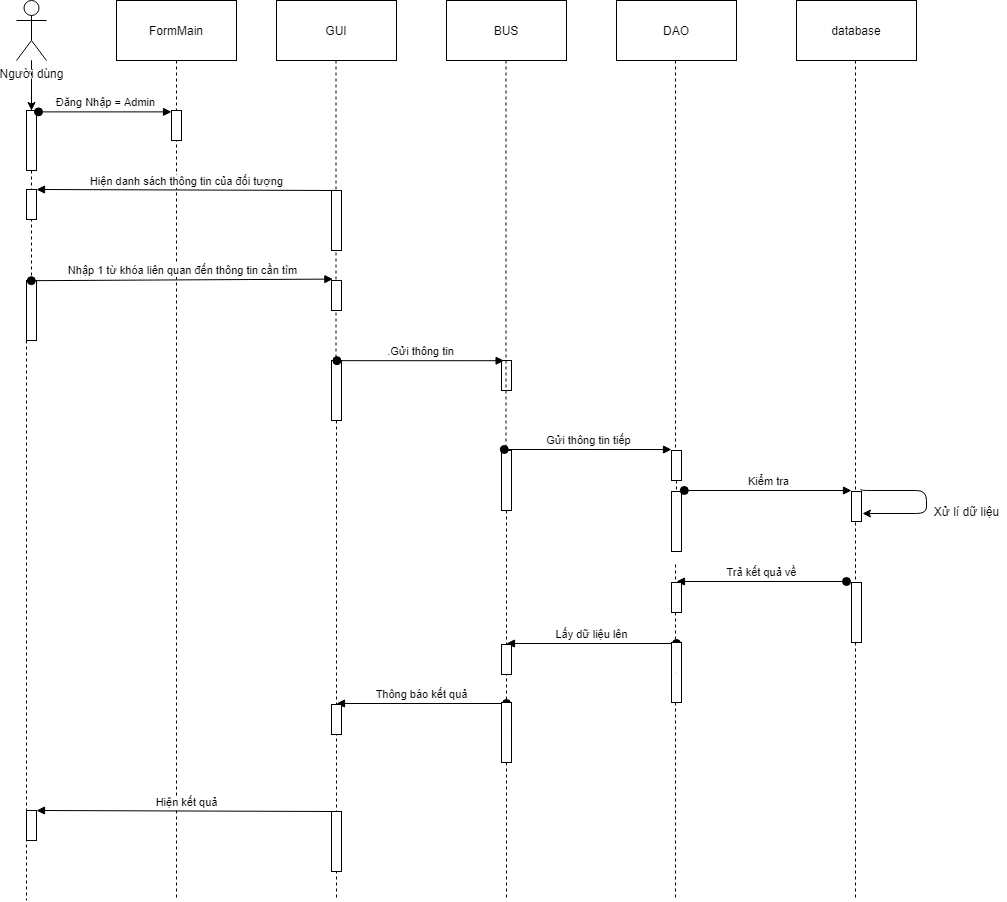 FormMain
GUI
BUS
DAO
database
Người dùng
Đăng Nhập = Admin
Hiện danh sách thông tin của đối tượng
Nhập 1 từ khóa liên quan đến thông tin cần tìm
.Gửi thông tin
Gửi thông tin tiếp
Kiểm tra
Xử lí dữ liệu
Trả kết quả về
Lấy dữ liệu lên
Thông báo kết quả
Hiện kết quả